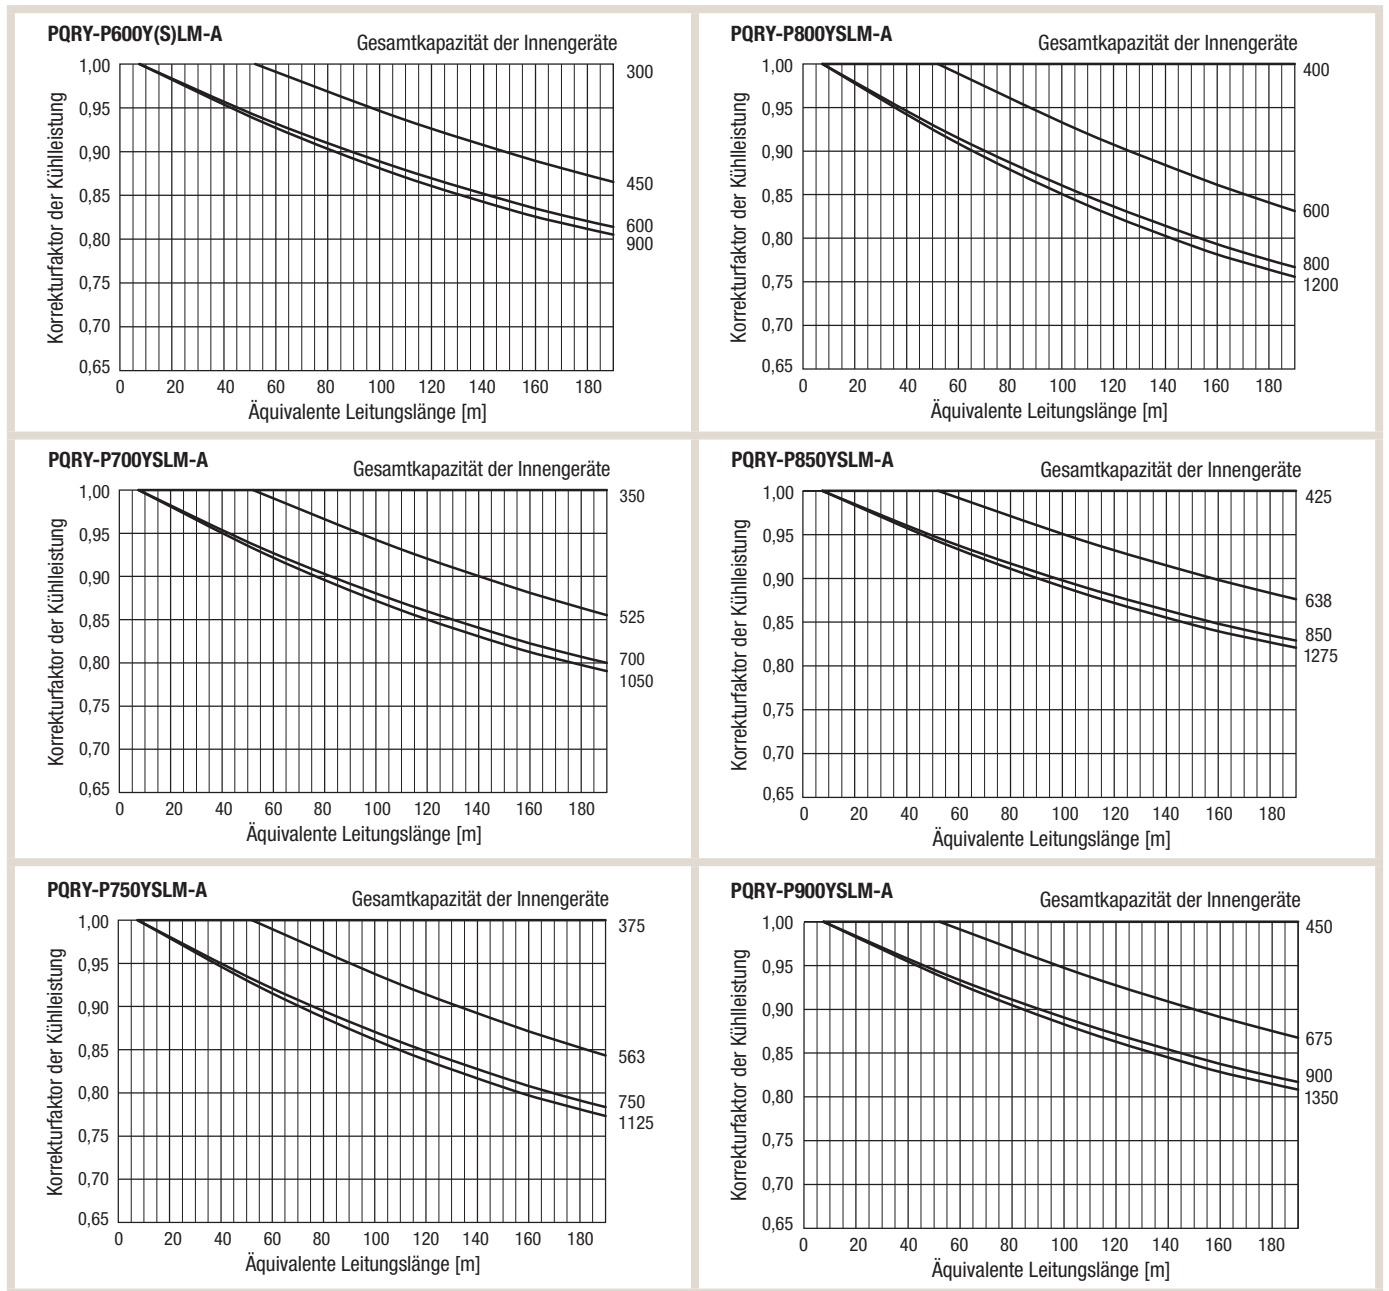 PQRY-P600Y(S)LM-A
Gesamtkapazität der Innengeräte
Korrekturfaktor der Kühlleistung
1,00
0,95
0,90
0,85
0,80
0,75
0,70
0,65
300
450
600
900
0 20 40 60 80 100 120 140 160 180
Äquivalente Leitungslänge [m]
PQRY-P800YSLM-A
Gesamtkapazität der Innengeräte
Korrekturfaktor der Kühlleistung
1,00
0,95
0,90
0,85
0,80
0,75
0,70
0,65
400
600
800
1200
0 20 40 60 80 100 120 140 160 180
Äquivalente Leitungslänge [m]
PQRY-P700YSLM-A
Gesamtkapazität der Innengeräte
Korrekturfaktor der Kühlleistung
1,00
0,95
0,90
0,85
0,80
0,75
0,70
0,65
350
525
700
1050
0 20 40 60 80 100 120 140 160 180
Äquivalente Leitungslänge [m]
PQRY-P850YSLM-A
Gesamtkapazität der Innengeräte
Korrekturfaktor der Kühlleistung
1,00
0,95
0,90
0,85
0,80
0,75
0,70
0,65
425
638
850
1275
0 20 40 60 80 100 120 140 160 180
Äquivalente Leitungslänge [m]
PQRY-P750YSLM-A
Gesamtkapazität der Innengeräte
Korrekturfaktor der Kühlleistung
1,00
0,95
0,90
0,85
0,80
0,75
0,70
0,65
375
563
750
1125
0 20 40 60 80 100 120 140 160 180
Äquivalente Leitungslänge [m]
PQRY-P900YSLM-A
Gesamtkapazität der Innengeräte
Korrekturfaktor der Kühlleistung
1,00
0,95
0,90
0,85
0,80
0,75
0,70
0,65
450
675
900
1350
0 20 40 60 80 100 120 140 160 180
Äquivalente Leitungslänge [m]